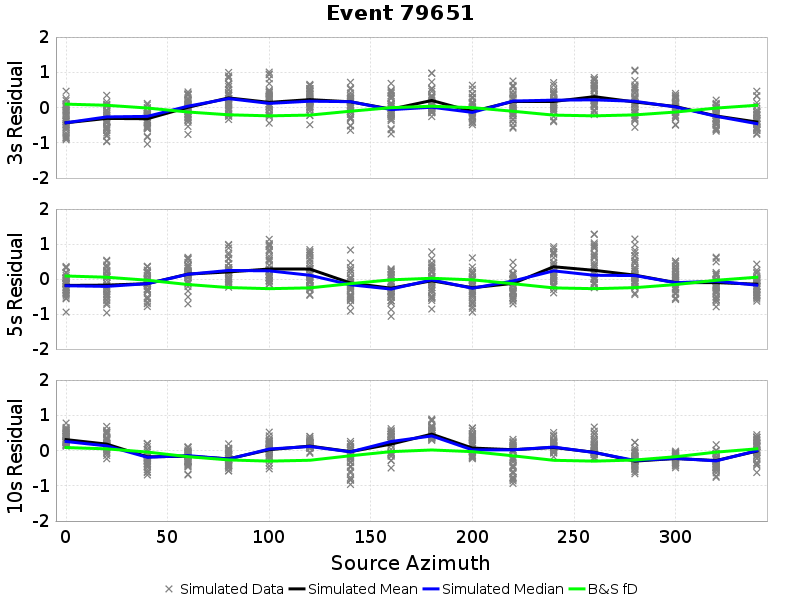 Event 79651
2
1
0
-1
-2
3s Residual
2
1
0
-1
-2
5s Residual
2
1
0
-1
-2
10s Residual
0 50 100 150 200 250 300
Source Azimuth
Simulated Data Simulated Mean Simulated Median B&S fD